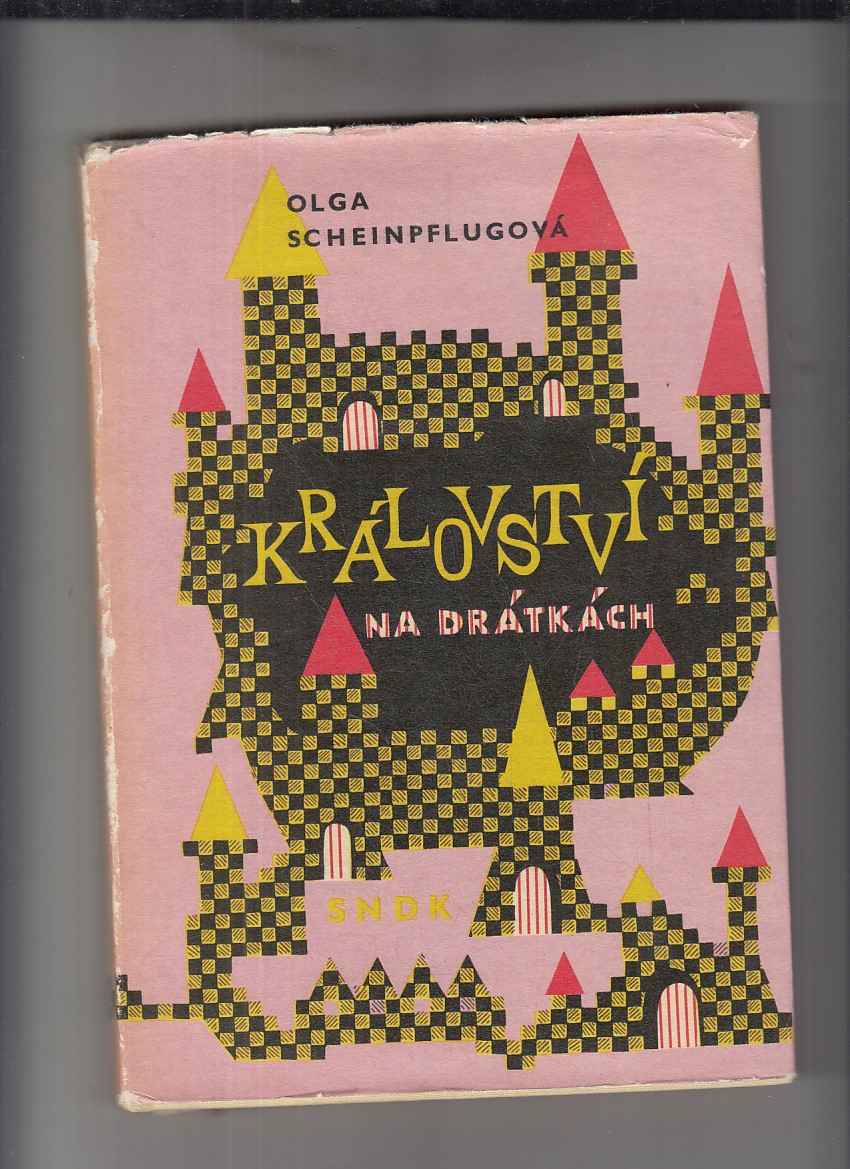 OLGA
SCHEINPFLUGOVÁ
KRÁLOVSTVÍ
NA DRÁTKÁCH
SNDK